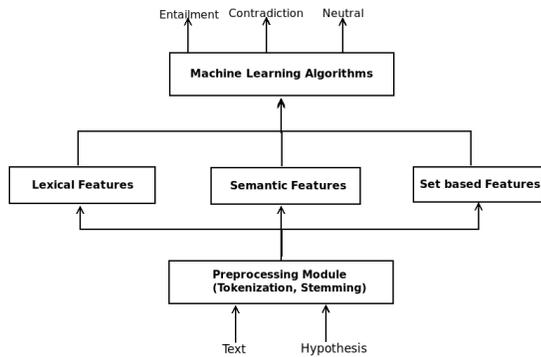 Entailment Contradiction Neutral
Machine Learning Algorithms
Lexical Features Semantic Features Set based Features
Preprocessing Module
(Tokenization, Stemming)
Text Hypothesis